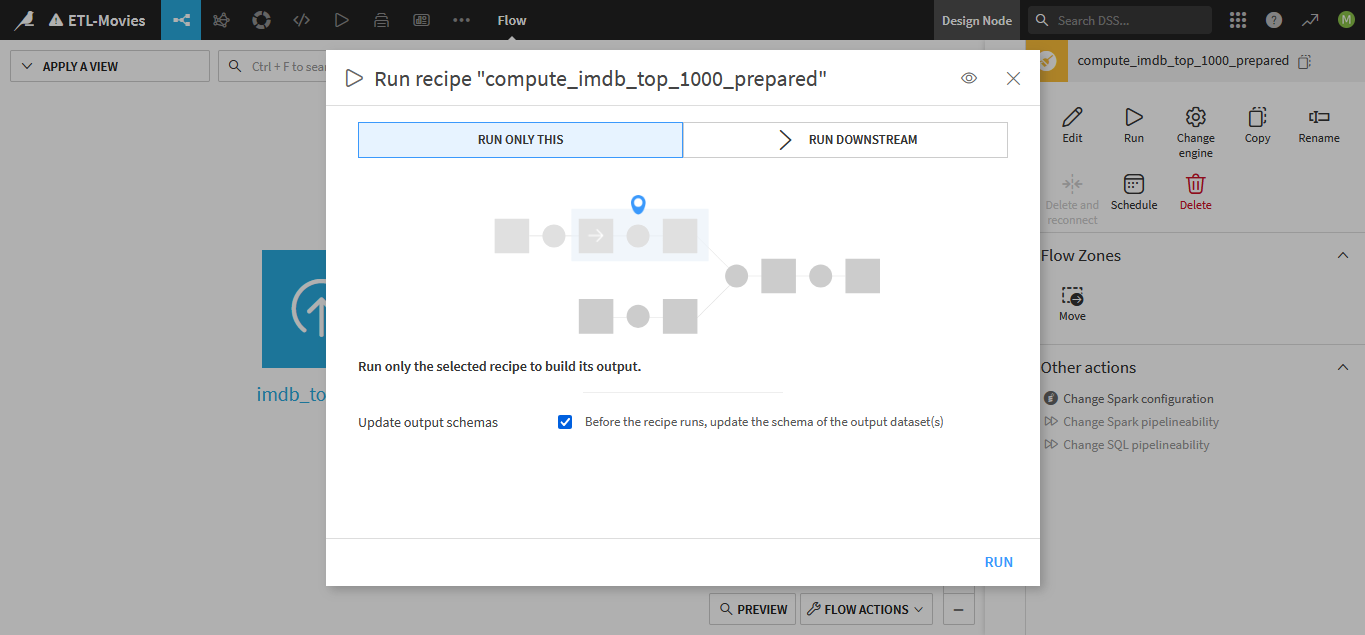 ETL-Movies
Flow
Design Node
Search DSS...
M
APPLY A VIEW
Ctrl + F to sear
compute_imdb_top_1000_prepared
Run recipe "compute_imdb_top_1000_prepared"
RUN ONLY THIS
RUN DOWNSTREAM
Edit
Run
Change
engine
Copy
Rename
Delete and
reconnect
Schedule
Delete
Flow Zones
Move
imdb_to
Run only the selected recipe to build its output.
Update output schemas
Before the recipe runs, update the schema of the output dataset(s)
Other actions
Change Spark configuration
Change Spark pipelineability
Change SQL pipelineability
RUN
PREVIEW
FLOW ACTIONS